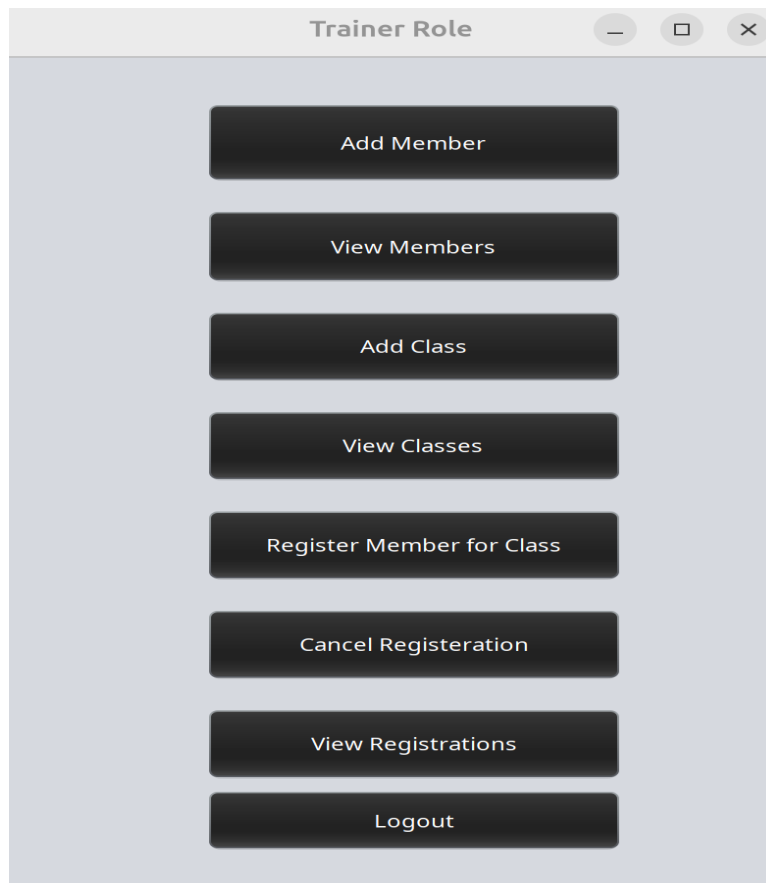 Trainer Role
Add Member
View Members
Add Class
View Classes
Register Member for Class
Cancel Registeration
View Registrations
Logout